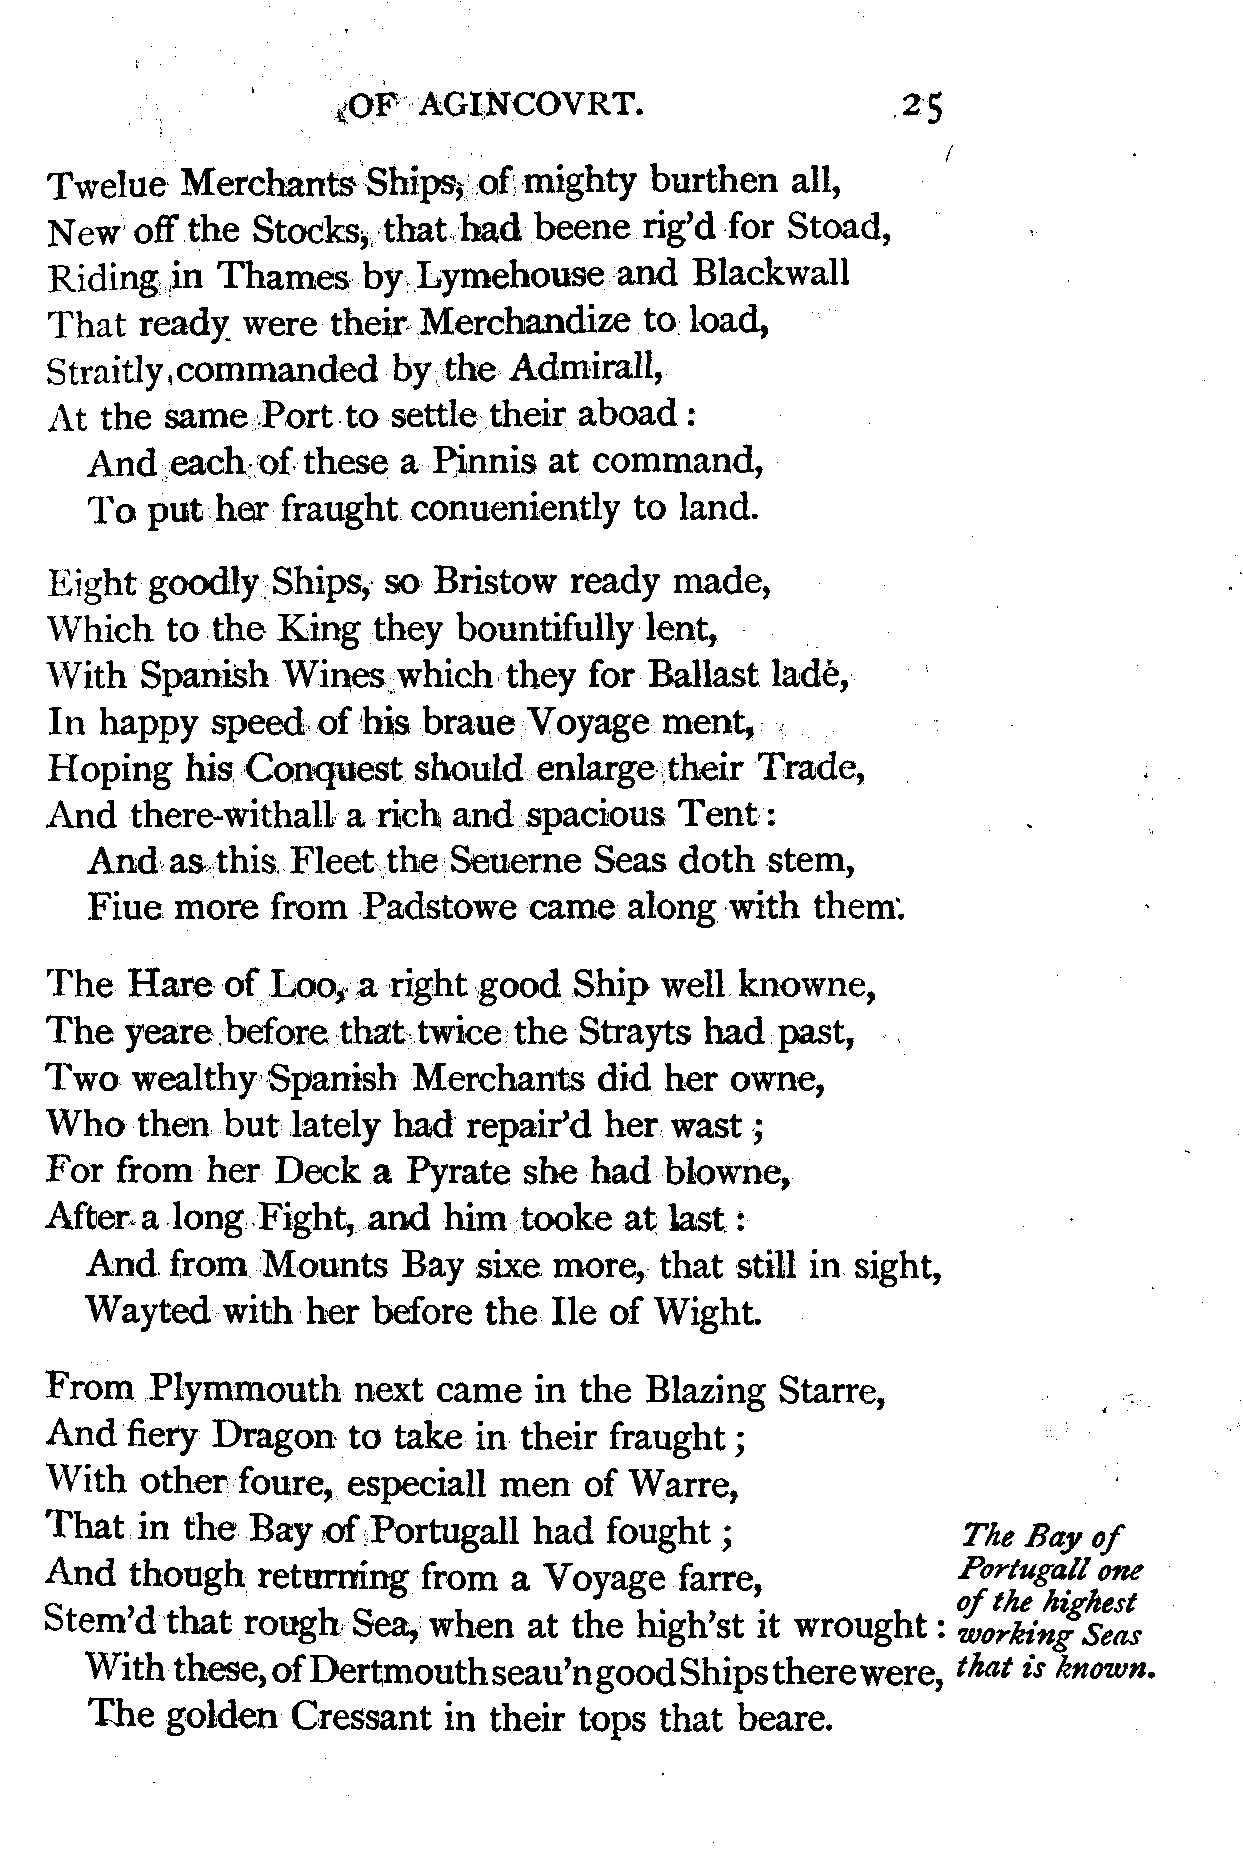 OF AGINCOVRT. 25
Twelue Merchants Ships, of mighty burthen all,
New off the Stocks, that had beene rig'd for Stoad,
Riding in Thames by Lymehouse and Blackwall
That ready were their Merchandize to load,
Straitly commanded by the Admirall,
At the same Port to settle their aboad :
And each of these a Pinnis at command,
To put her fraught conueniently to land.
Eight goodly Ships, so Bristow ready made,
Which to the King they bountifully lent,
With Spanish Wines which they for Ballast lade,
In happy speed of his braue Voyage ment,
Hoping his Conquest should enlarge their Trade,
And there-withall a rich and spacious Tent :
And as this Fleet the Seuerne Seas doth stem,
Fiue more from Padstowe came along with them.
The Hare of Loo, a right good Ship well knowne,
The yeare before that twice the Strayts had past,
Two wealthy Spanish Merchants did her owne,
Who then but lately had repair'd her wast ;
For from her Deck a Pyrate she had blowne,
After a long Fight, and him tooke at last :
And from Mounts Bay sixe more, that still in sight,
Wayted with her before the Ile of Wight.
From Plymmouth next came in the Blazing Starre,
And fiery Dragon to take in their fraught ;
With other foure, especiall men of Warre,
That in the Bay of Portugall had fought ;
And though returning from a Voyage farre,
Stem'd that rough Sea, when at the high'st it wrought :
With these, of Dertmouth seau'n good Ships there were,
The golden Cressant in their tops that beare.
The Bay of
Portugall one
of the highest
working Seas
that is known.